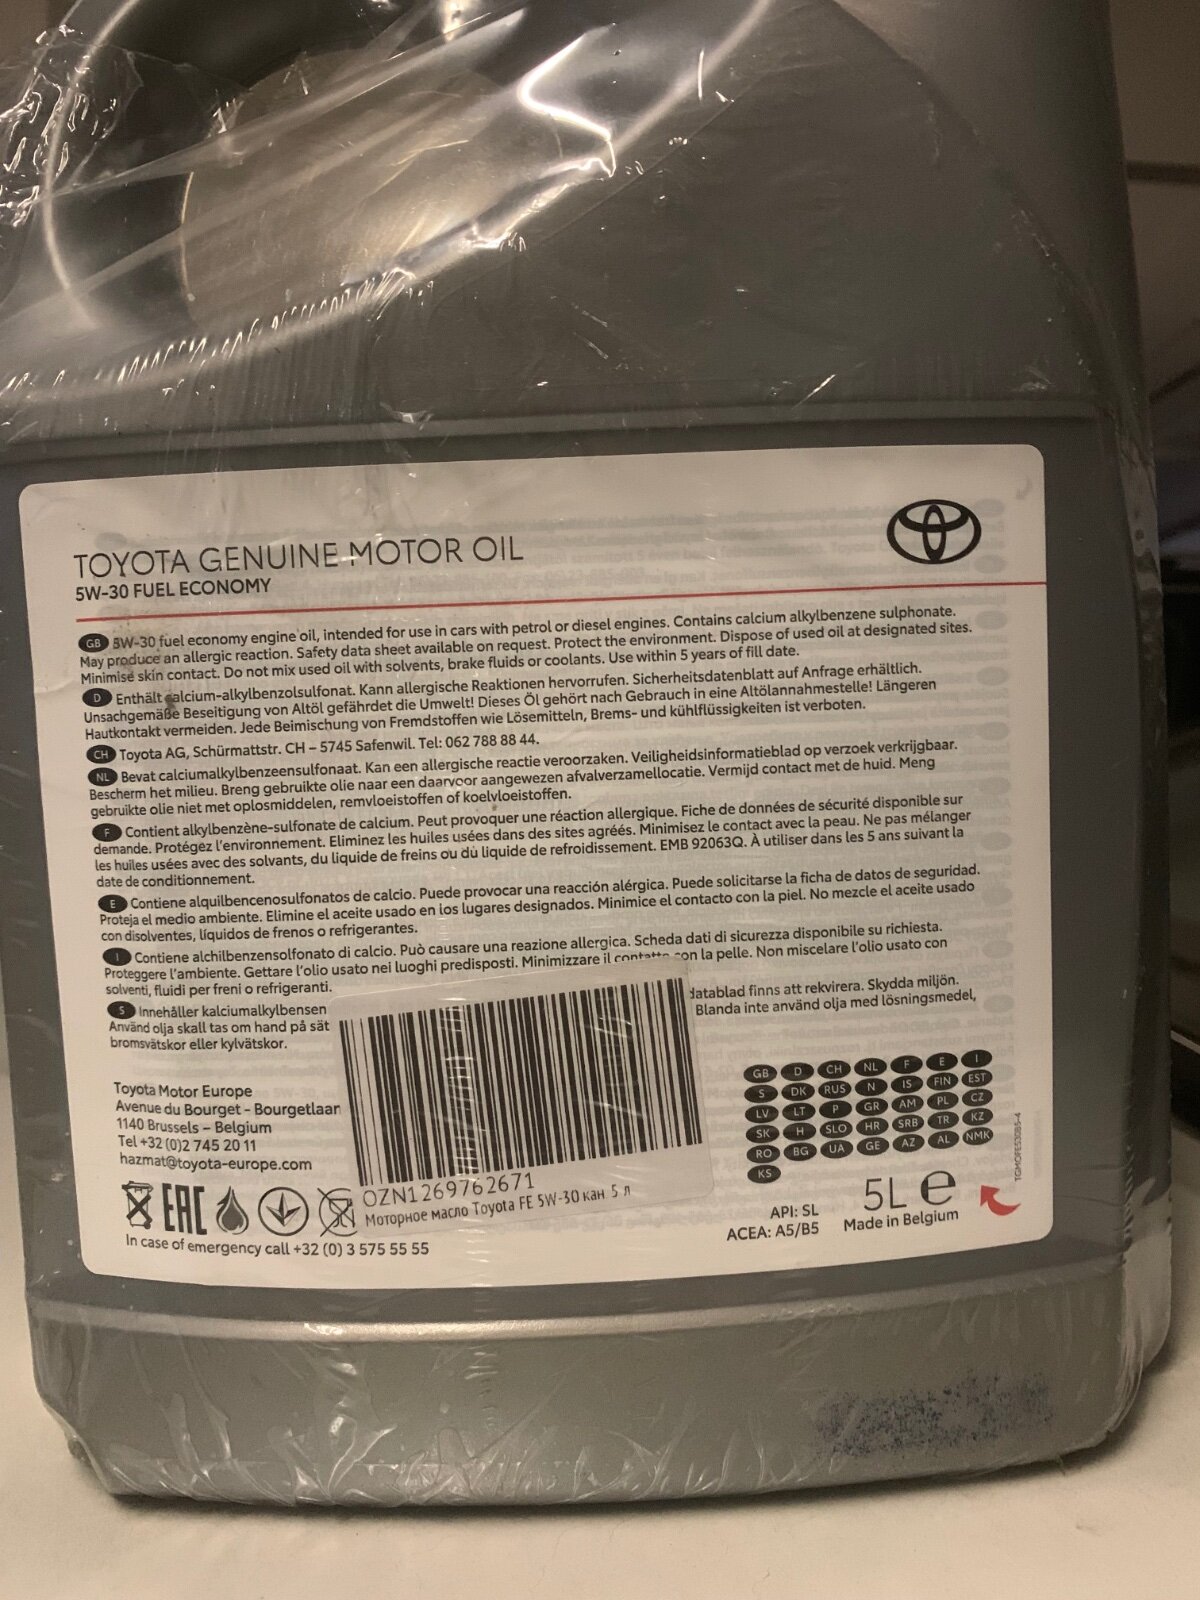 TOYOTA GENUINE MOTOR OIL
5W-30 FUEL ECONOMY
GB 5W-30 fuel economy engine oil, intended for use in cars with petrol or diesel engines. Contains calcium alkylbenzene sulphonate.
May produce an allergic reaction. Safety data sheet available on request. Protect the environment. Dispose of used oil at designated sites.
Minimise skin contact. Do not mix used oil with solvents, brake fluids or coolants. Use within 5 years of fill date.
D Enthält calcium-alkylbenzolsulfonat. Kann allergische Reaktionen hervorrufen. Sicherheitsdatenblatt auf Anfrage erhältlich.
Unsachgemäße Beseitigung von Altöl gefährdet die Umwelt! Dieses Öl gehört nach Gebrauch in eine Altölannahmestelle! Längeren
Hautkontakt vermeiden. Jede Beimischung von Fremdstoffen wie Lösemitteln, Brems- und kühlflüssigkeiten ist verboten.
CH Toyota AG, Schürmattstr. CH – 5745 Safenwil. Tel: 062 788 88 44.
NL Bevat calciumalkylbenzeensulfonaat. Kan een allergische reactie veroorzaken. Veiligheidsinformatieblad op verzoek verkrijgbaar.
Bescherm het milieu. Breng gebruikte olie naar een daarvoor aangewezen afvalverzamellocatie. Vermijd contact met de huid. Meng
gebruikte olie niet met oplosmiddelen, remvloeistoffen of koelvloeistoffen.
F Contient alkylbenzène-sulfonate de calcium. Peut provoquer une réaction allergique. Fiche de données de sécurité disponible sur
demande. Protégez l'environnement. Eliminez les huiles usées dans des sites agréés. Minimisez le contact avec la peau. Ne pas mélanger
les huiles usées avec des solvants, du liquide de freins ou du liquide de refroidissement. EMB 92063Q. À utiliser dans les 5 ans suivant la
date de conditionnement.
E Contiene alquilbencenosulfonatos de calcio. Puede provocar una reacción alérgica. Puede solicitarse la ficha de datos de seguridad.
Proteja el medio ambiente. Elimine el aceite usado en los lugares designados. Minimice el contacto con la piel. No mezcle el aceite usado
con disolventes, líquidos de frenos o refrigerantes.
I Contiene alchilbenzensolfonato di calcio. Può causare una reazione allergica. Scheda dati di sicurezza disponibile su richiesta.
Proteggere l'ambiente. Gettare l'olio usato nei luoghi predisposti. Minimizzare il contatto con la pelle. Non miscelare l'olio usato con
solventi, fluidi per freni o refrigeranti.
S Innehåller kalciumalkylbensen datablad finns att rekvirera. Skydda miljön.
Använd olja skall tas om hand på sät Blanda inte använd olja med lösningsmedel,
bromsvätskor eller kylvätskor.
Toyota Motor Europe
Avenue du Bourget - Bourgetlaan
1140 Brussels – Belgium
Tel +32 (0)2 745 20 11
hazmat@toyota-europe.com
EAC
In case of emergency call +32 (0) 3 575 55 55
OZN1269762671
Моторное масло Toyota FE 5W-30 кан 5 л
GB D CH NL F E I
S DK RUS N IS FIN EST
LV LT P GR AM PL CZ
SK H SLO HR SRB TR KZ
RO BG UA GE AZ AL NMK
KS
API: SL
ACEA: A5/B5
5L e
Made in Belgium